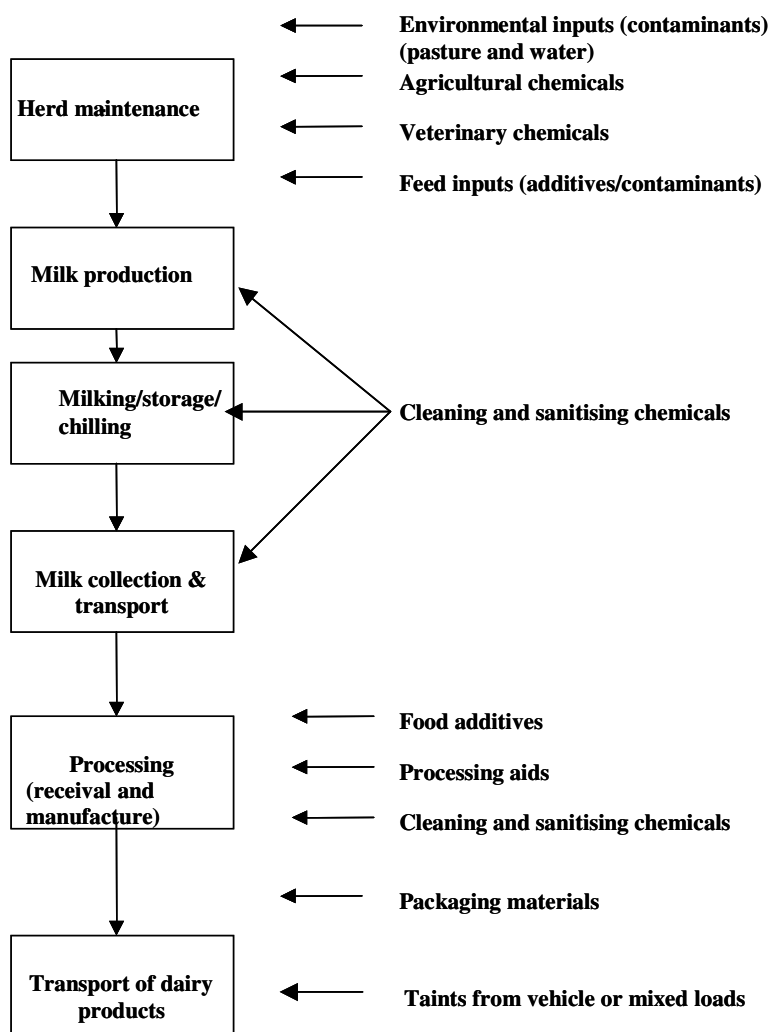 Environmental inputs (contaminants)
(pasture and water)
Herd maintenance
Agricultural chemicals
Veterinary chemicals
Feed inputs (additives/contaminants)
Milk production
Milking/storage/
chilling
Cleaning and sanitising chemicals
Milk collection &
transport
Food additives
Processing
(receival and
manufacture)
Processing aids
Cleaning and sanitising chemicals
Packaging materials
Transport of dairy
products
Taints from vehicle or mixed loads